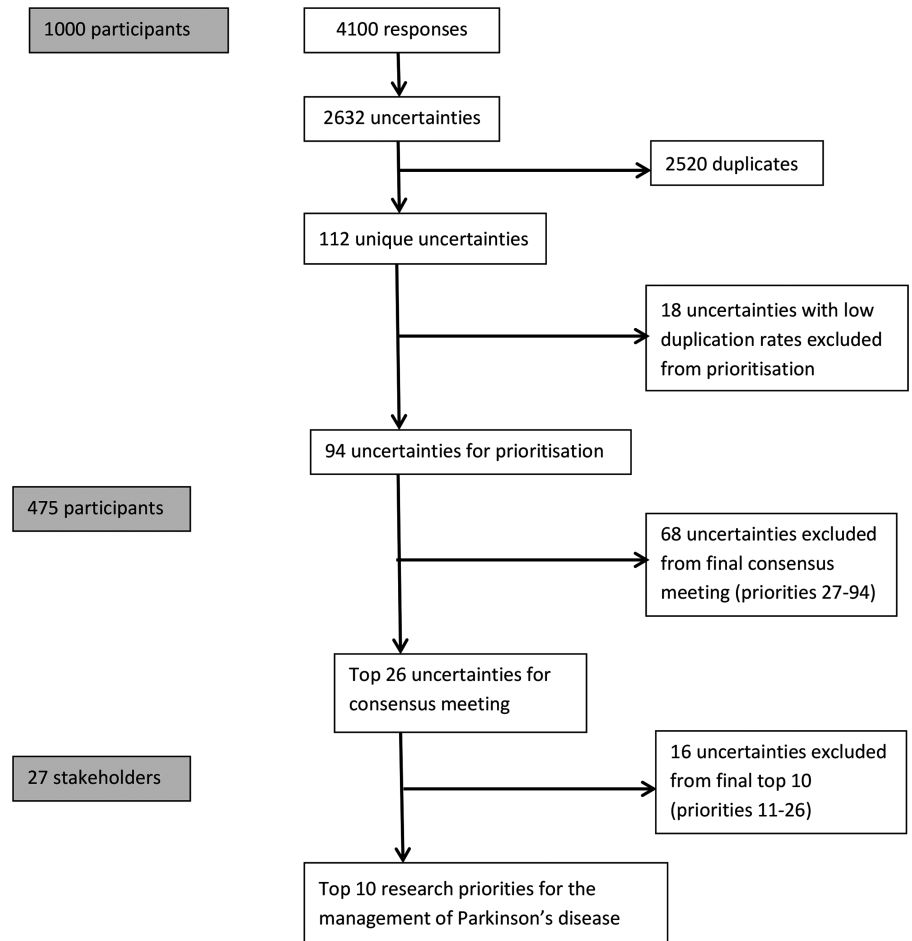 1000 participants
4100 responses
2632 uncertainties
2520 duplicates
112 unique uncertainties
18 uncertainties with low
duplication rates excluded
from prioritisation
94 uncertainties for prioritisation
475 participants
68 uncertainties excluded
from final consensus
meeting (priorities 27-94)
Top 26 uncertainties for
consensus meeting
27 stakeholders
16 uncertainties excluded
from final top 10
(priorities 11-26)
Top 10 research priorities for the
management of Parkinson’s disease